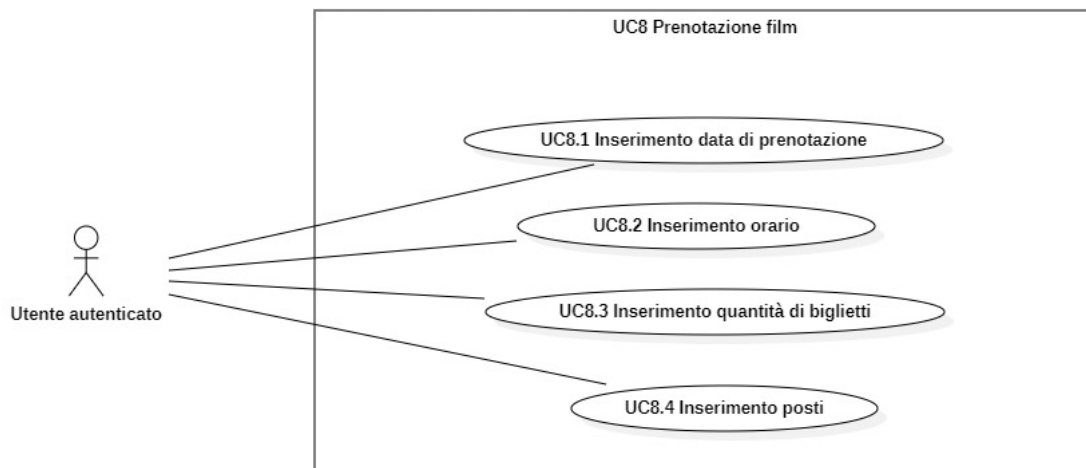 UC8 Prenotazione film
UC8.1 Inserimento data di prenotazione
UC8.2 Inserimento orario
Utente autenticato
UC8.3 Inserimento quantità di biglietti
UC8.4 Inserimento posti